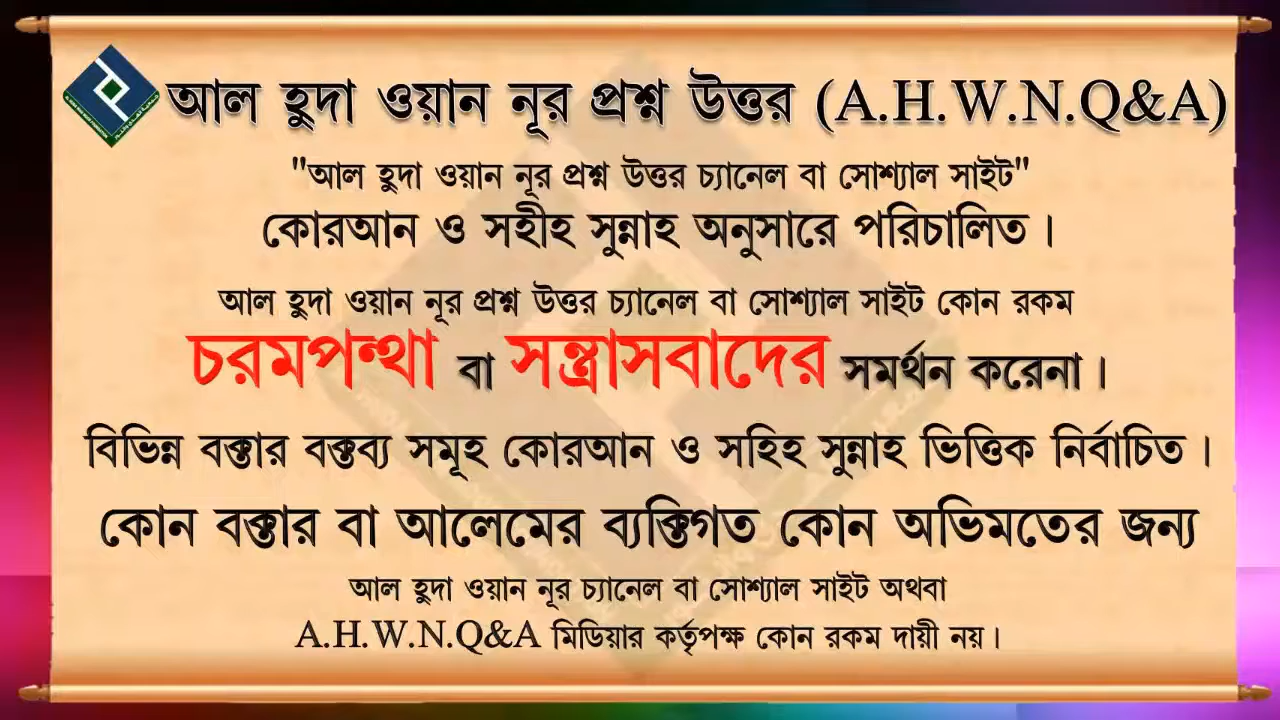 আল হুদা ওয়ান নূর প্রশ্ন উত্তর (A.H.W.N.Q&A)
"আল হুদা ওয়ান নূর প্রশ্ন উত্তর চ্যানেল বা সোশ্যাল সাইট"
কোরআন ও সহীহ সুন্নাহ অনুসারে পরিচালিত।
আল হুদা ওয়ান নূর প্রশ্ন উত্তর চ্যানেল বা সোশ্যাল সাইট কোন রকম
চরমপন্থা বা সন্ত্রাসবাদের সমর্থন করেনা।
বিভিন্ন বক্তার বক্তব্য সমূহ কোরআন ও সহিহ সুন্নাহ ভিত্তিক নির্বাচিত।
কোন বক্তার বা আলেমের ব্যক্তিগত কোন অভিমতের জন্য
আল হুদা ওয়ান নূর চ্যানেল বা সোশ্যাল সাইট অথবা
A.H.W.N.Q&A মিডিয়ার কর্তৃপক্ষ কোন রকম দায়ী নয়।